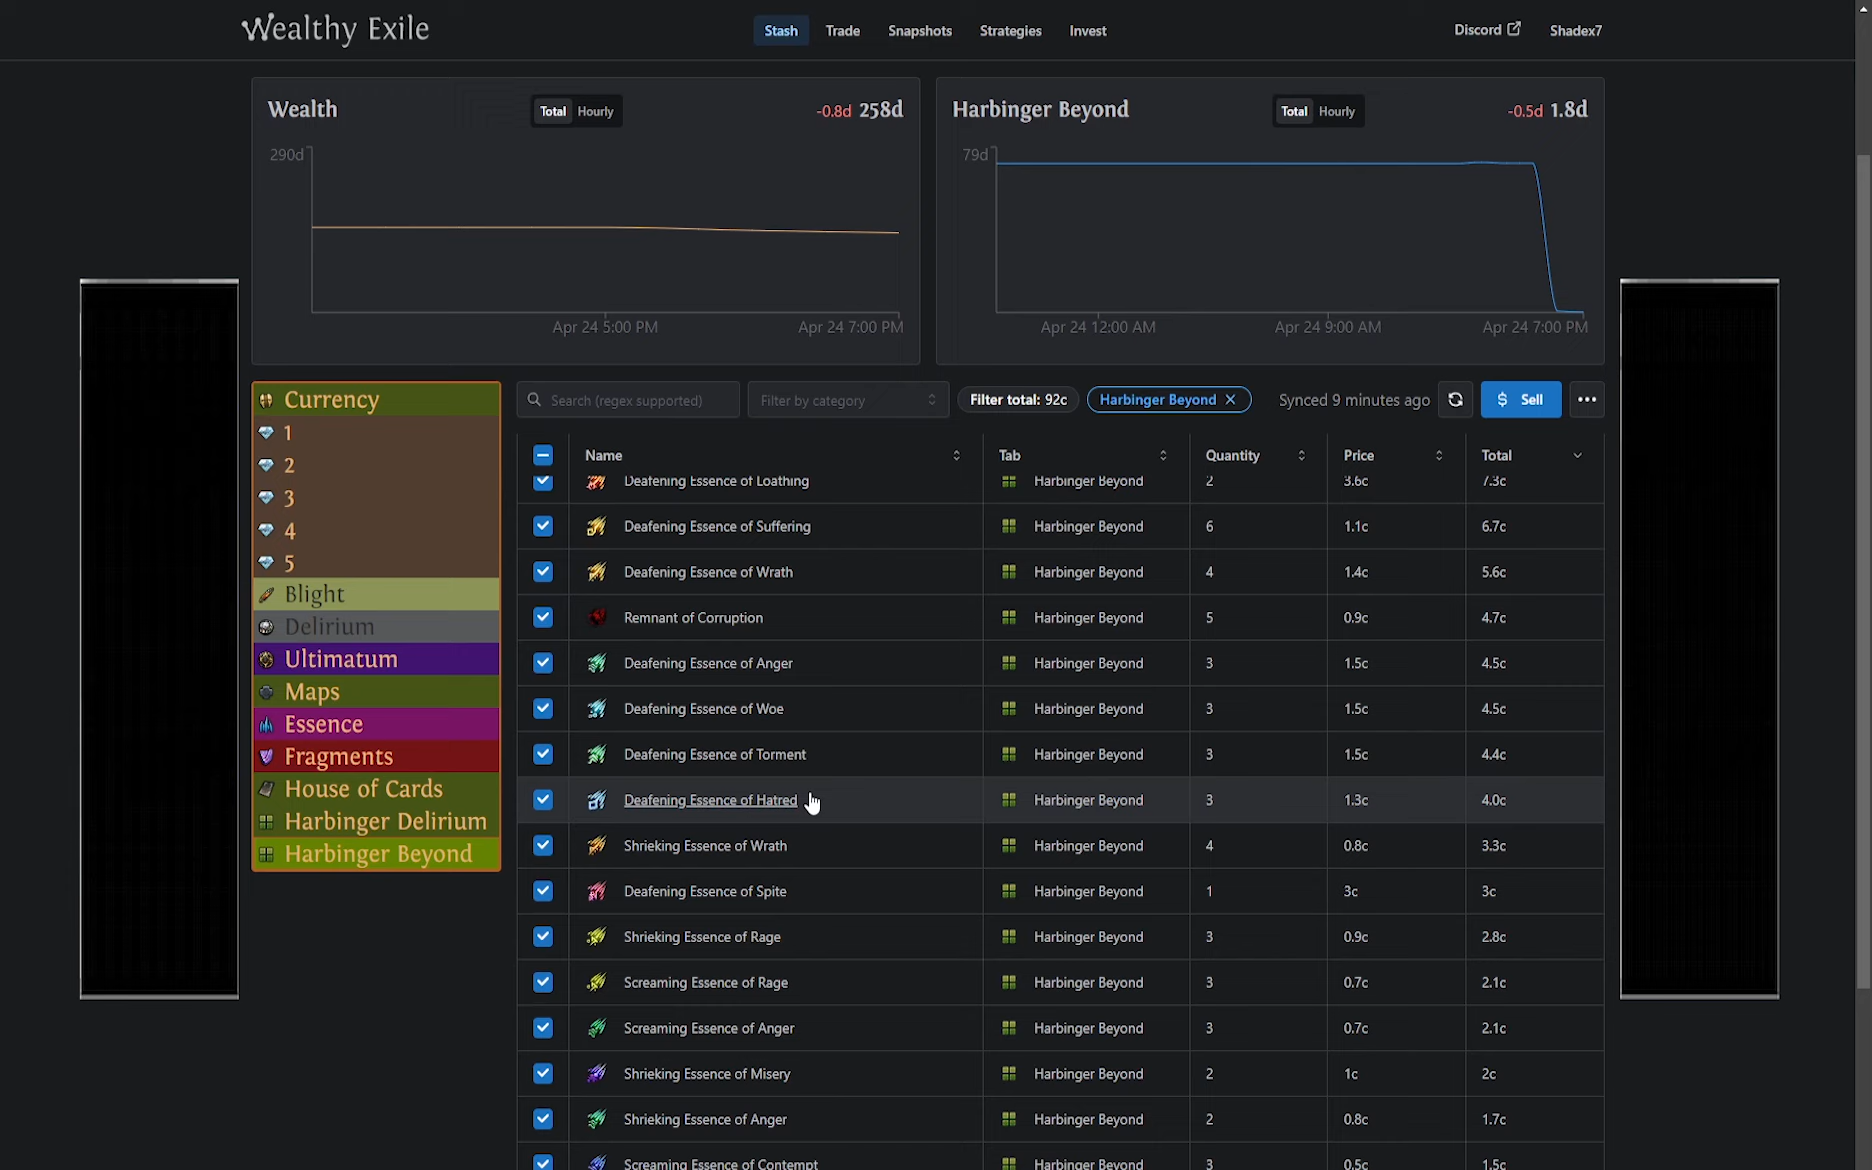 Wealthy Exile
Stash Trade Snapshots Strategies Invest
Discord Shadex7
Wealth Total Hourly -0.8d 258d
290d
Apr 24 5:00 PM Apr 24 7:00 PM
Harbinger Beyond Total Hourly -0.5d 1.8d
79d
Apr 24 12:00 AM Apr 24 9:00 AM Apr 24 7:00 PM
Currency
1
2
3
4
5
Blight
Delirium
Ultimatum
Maps
Essence
Fragments
House of Cards
Harbinger Delirium
Harbinger Beyond
Search (regex supported) Filter by category Filter total: 92c Harbinger Beyond Synced 9 minutes ago $ Sell
Name Tab Quantity Price Total
Deafening Essence of Loathing Harbinger Beyond 2 3.6c 7.3c
Deafening Essence of Suffering Harbinger Beyond 6 1.1c 6.7c
Deafening Essence of Wrath Harbinger Beyond 4 1.4c 5.6c
Remnant of Corruption Harbinger Beyond 5 0.9c 4.7c
Deafening Essence of Anger Harbinger Beyond 3 1.5c 4.5c
Deafening Essence of Woe Harbinger Beyond 3 1.5c 4.5c
Deafening Essence of Torment Harbinger Beyond 3 1.5c 4.4c
Deafening Essence of Hatred Harbinger Beyond 3 1.3c 4.0c
Shrieking Essence of Wrath Harbinger Beyond 4 0.8c 3.3c
Deafening Essence of Spite Harbinger Beyond 1 3c 3c
Shrieking Essence of Rage Harbinger Beyond 3 0.9c 2.8c
Screaming Essence of Rage Harbinger Beyond 3 0.7c 2.1c
Screaming Essence of Anger Harbinger Beyond 3 0.7c 2.1c
Shrieking Essence of Misery Harbinger Beyond 2 1c 2c
Shrieking Essence of Anger Harbinger Beyond 2 0.8c 1.7c
Screaming Essence of Contempt Harbinger Beyond 3 0.5c 1.5c